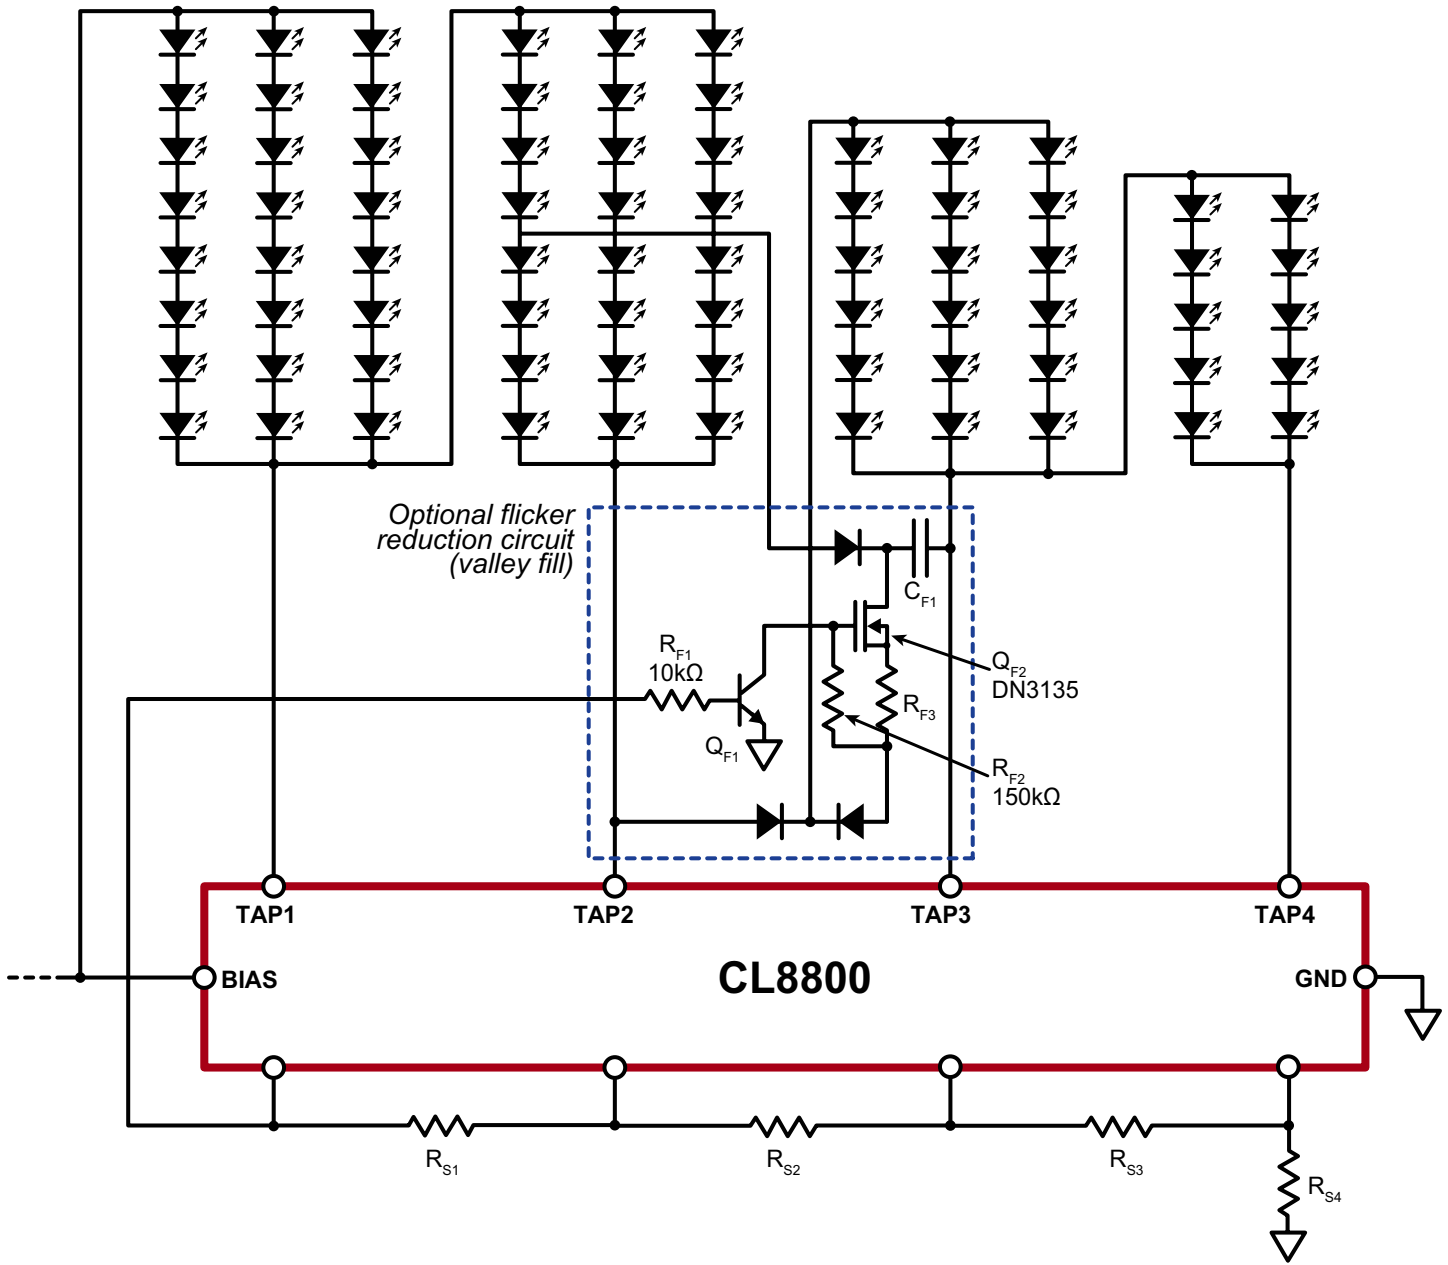 Optional flicker
reduction circuit
(valley fill)
CF1
RF1
10kΩ
QF2
DN3135
RF3
QF1
RF2
150kΩ
TAP1
TAP2
TAP3
TAP4
BIAS
CL8800
GND
RS1
RS2
RS3
RS4